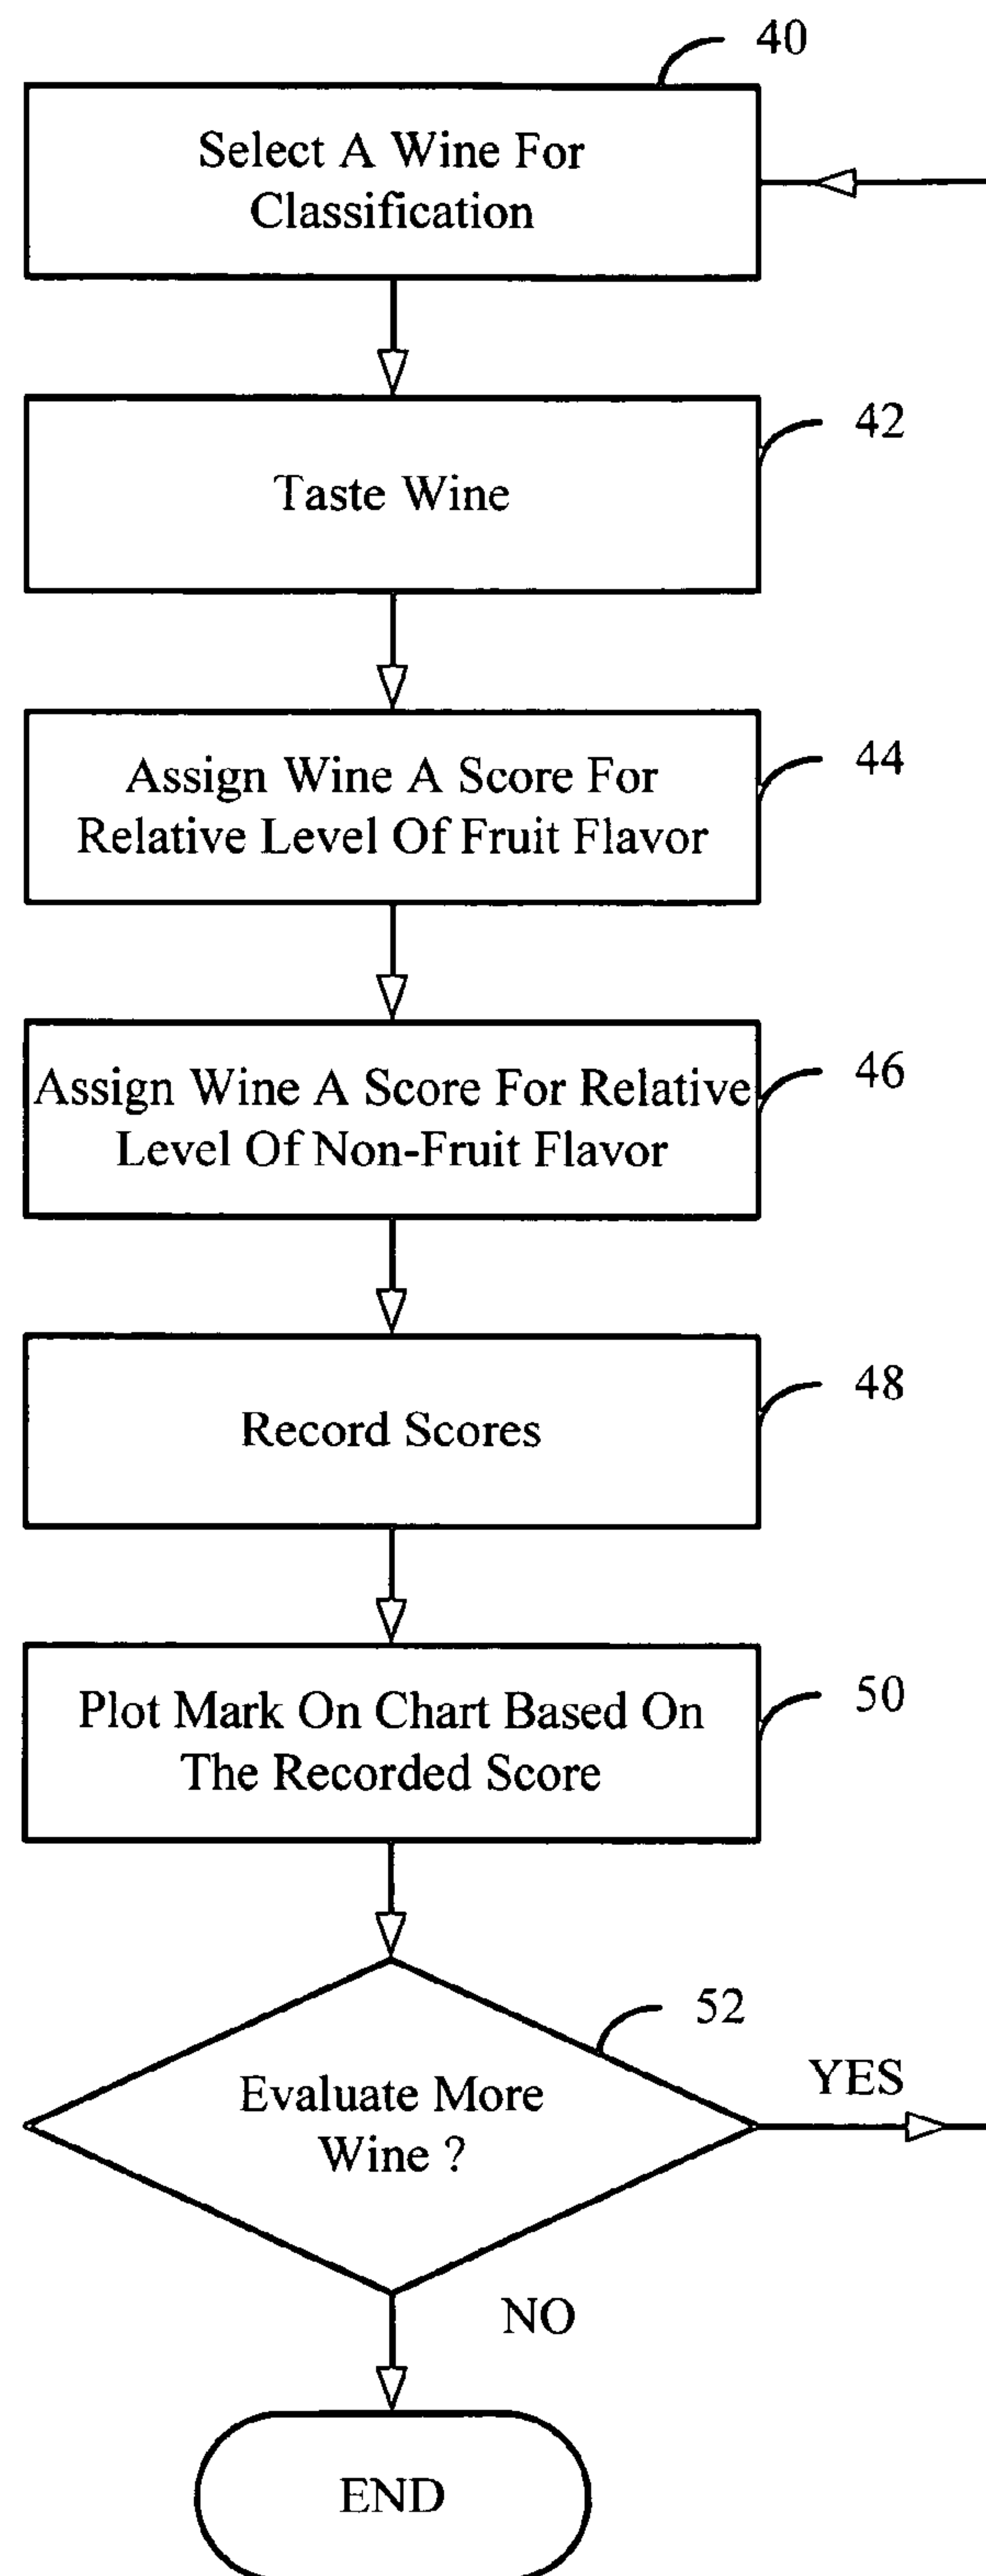 40
Select A Wine For
Classification
42
Taste Wine
44
Assign Wine A Score For
Relative Level Of Fruit Flavor
46
Assign Wine A Score For Relative
Level Of Non-Fruit Flavor
48
Record Scores
50
Plot Mark On Chart Based On
The Recorded Score
52
Evaluate More
Wine ?
YES
NO
END